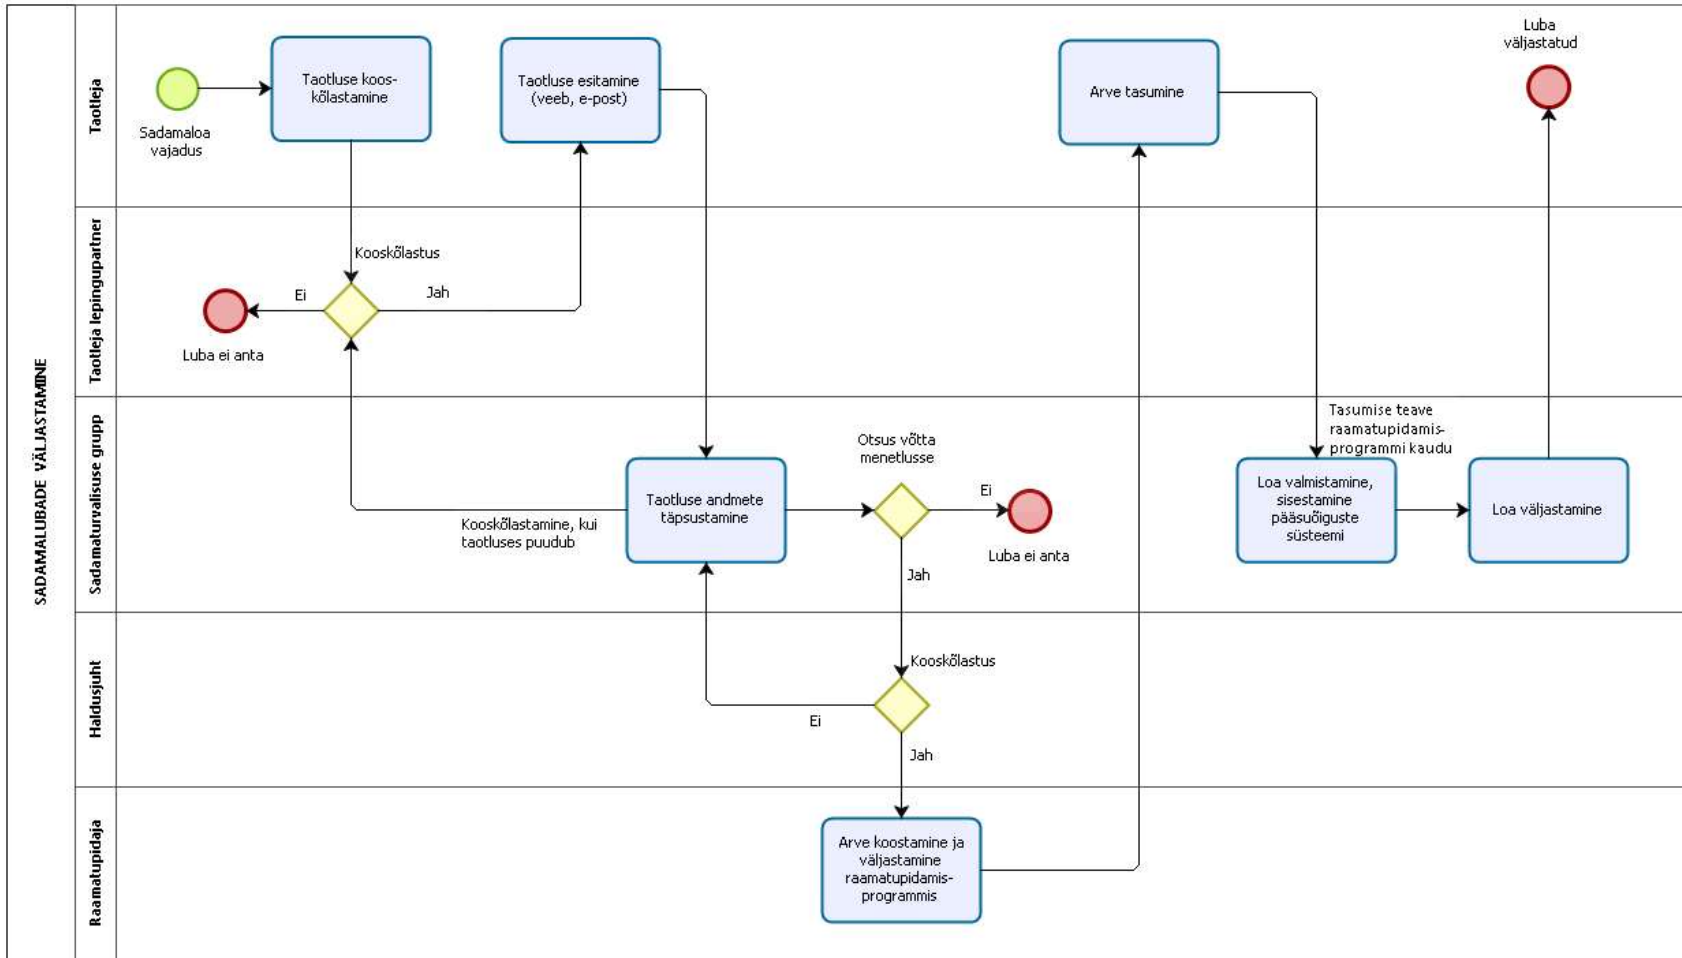 SADAMALUBADE VÄLJASTAMINE
Taotleja
Sadamaloa
vajadus
Taotluse koos-
kõlastamine
Taotluse esitamine
(veeb, e-post)
Arve tasumine
Luba
väljastatud
Taotleja lepingupartner
Kooskõlastus
Ei
Jah
Luba ei anta
Sadamaturvalisuse grupp
Kooskõlastamine, kui
taotluses puudub
Taotluse andmete
täpsustamine
Otsus võtta
menetlusse
Ei
Luba ei anta
Jah
Tasumise teave
raamatupidamis-
programmi kaudu
Loa valmistamine,
sisestamine
pääsuõiguste
süsteemi
Loa väljastamine
Haldusjuht
Kooskõlastus
Ei
Jah
Raamatupidaja
Arve koostamine ja
väljastamine
raamatupidamis-
programmis